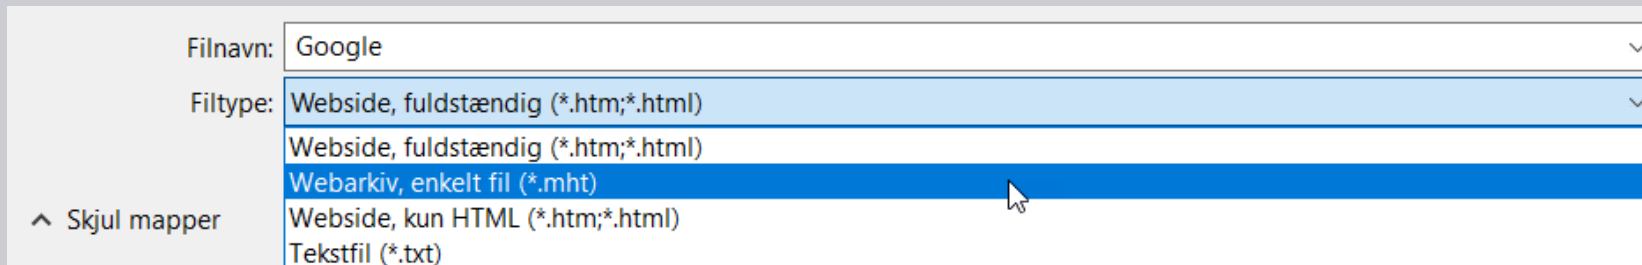 Filnavn: Google
Filtype: Webside, fuldstændig (*.htm;*.html)
Webside, fuldstændig (*.htm;*.html)
Webarkiv, enkelt fil (*.mht)
Skjul mapper Webside, kun HTML (*.htm;*.html)
Tekstfil (*.txt)